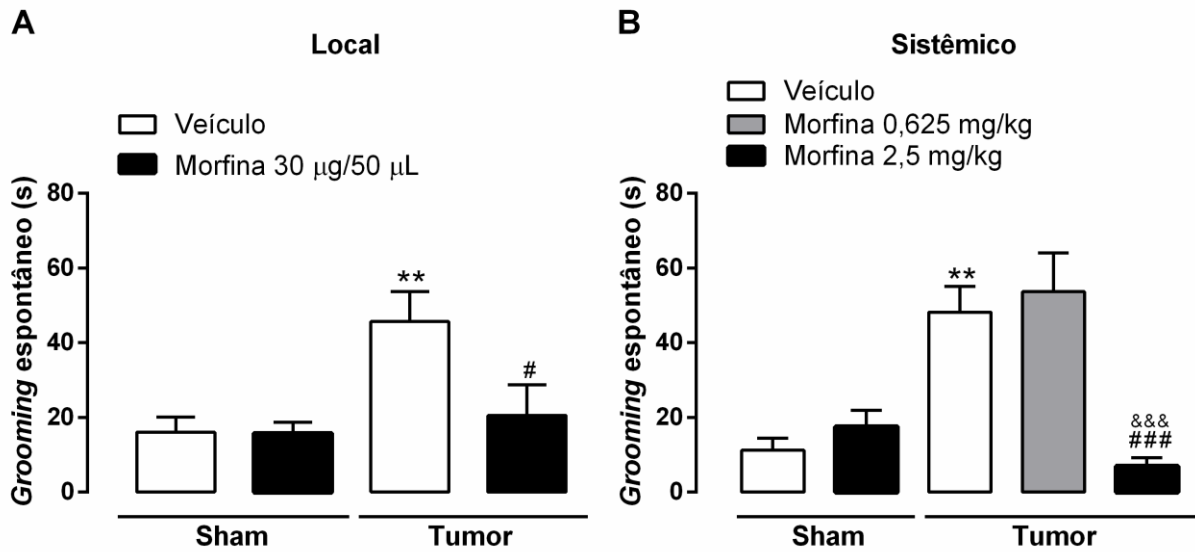 A
Local
Veículo
Morfina 30 μg/50 μL
Grooming espontâneo (s)
80
60
40
20
0
**
#
Sham
Tumor
B
Sistêmico
Veículo
Morfina 0,625 mg/kg
Morfina 2,5 mg/kg
Grooming espontâneo (s)
80
60
40
20
0
**
&&&
###
Sham
Tumor